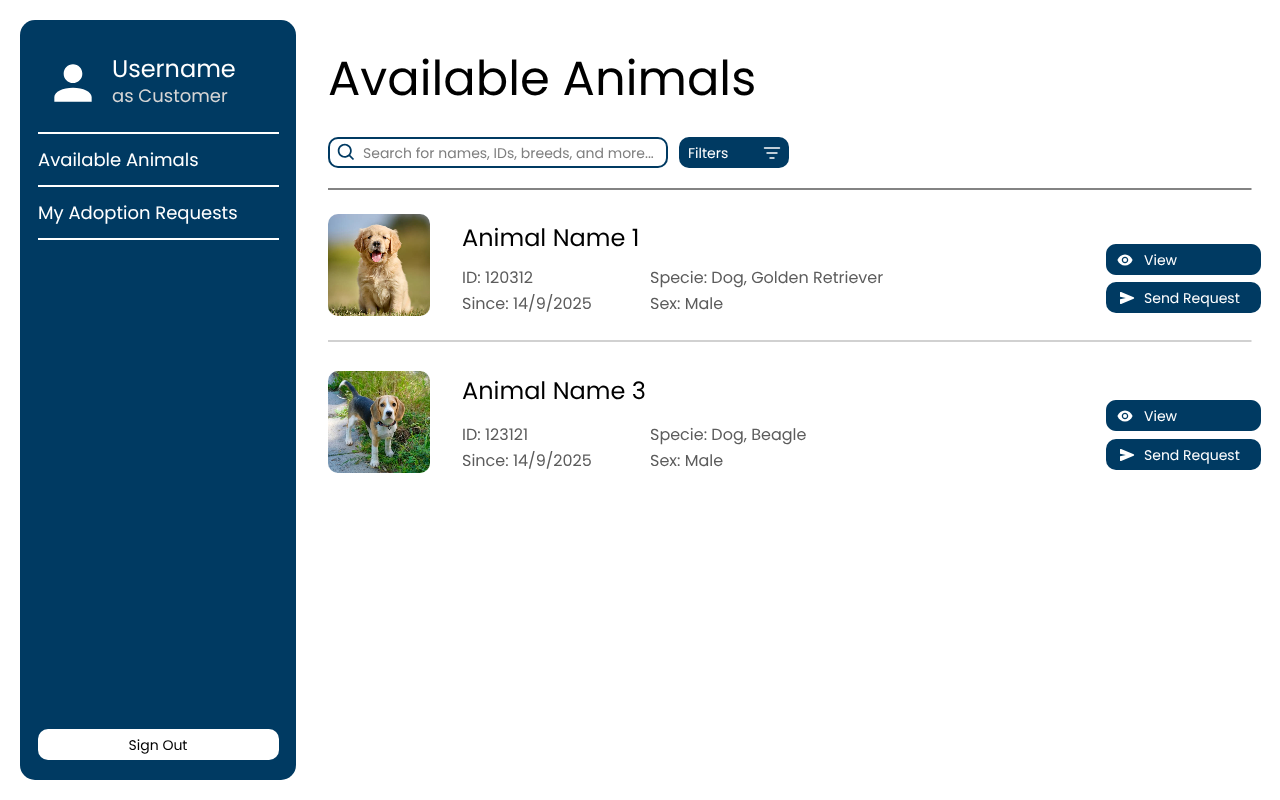 Username
as Customer
Available Animals
My Adoption Requests
Sign Out
Available Animals
Search for names, IDs, breeds, and more...
Filters
Animal Name 1
ID: 120312
Specie: Dog, Golden Retriever
Since: 14/9/2025
Sex: Male
View
Send Request
Animal Name 3
ID: 123121
Specie: Dog, Beagle
Since: 14/9/2025
Sex: Male
View
Send Request